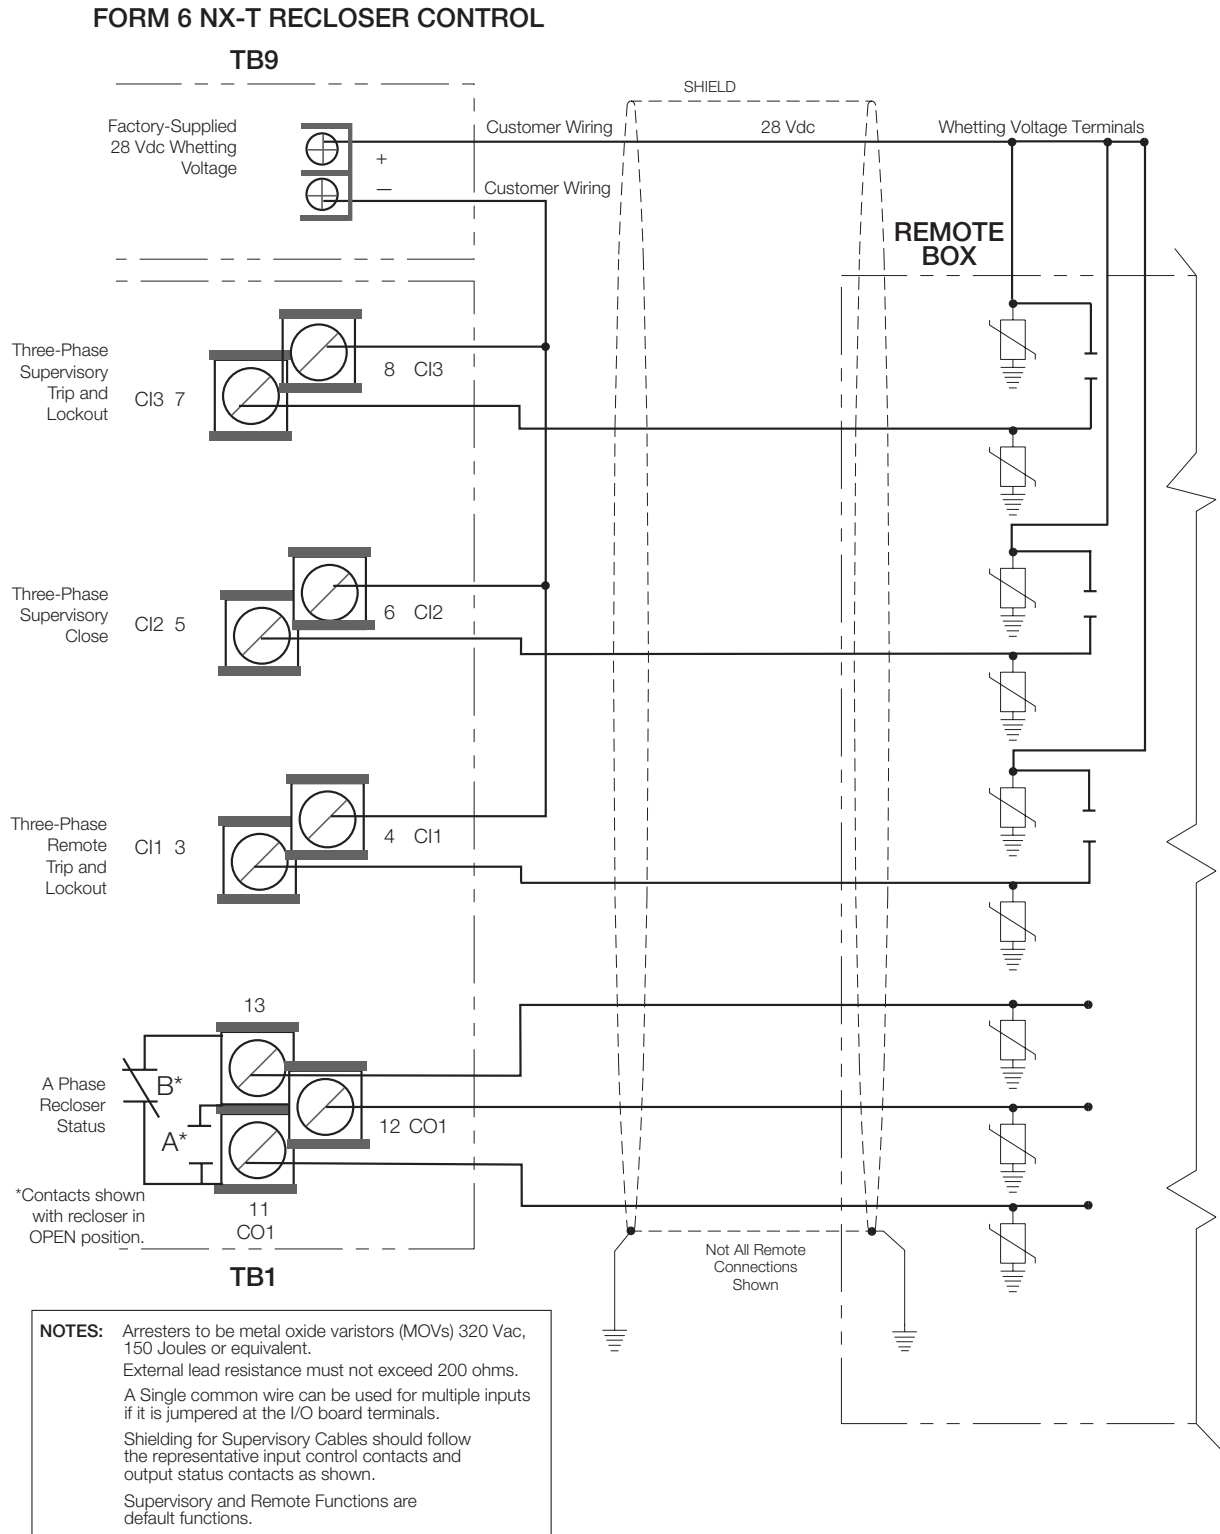 FORM 6 NX-T RECLOSER CONTROL
TB9
SHIELD
Factory-Supplied
28 Vdc Whetting
Voltage
+
—
Customer Wiring
28 Vdc
Whetting Voltage Terminals
Customer Wiring
REMOTE
BOX
Three-Phase
Supervisory
Trip and
Lockout
CI3 7
8 CI3
Three-Phase
Supervisory
Close
CI2 5
6 CI2
Three-Phase
Remote
Trip and
Lockout
CI1 3
4 CI1
13
A Phase
Recloser
Status
B*
A*
12 CO1
11
CO1
*Contacts shown
with recloser in
OPEN position.
TB1
Not All Remote
Connections
Shown
NOTES: Arresters to be metal oxide varistors (MOVs) 320 Vac,
150 Joules or equivalent.
External lead resistance must not exceed 200 ohms.
A Single common wire can be used for multiple inputs
if it is jumpered at the I/O board terminals.
Shielding for Supervisory Cables should follow
the representative input control contacts and
output status contacts as shown.
Supervisory and Remote Functions are
default functions.